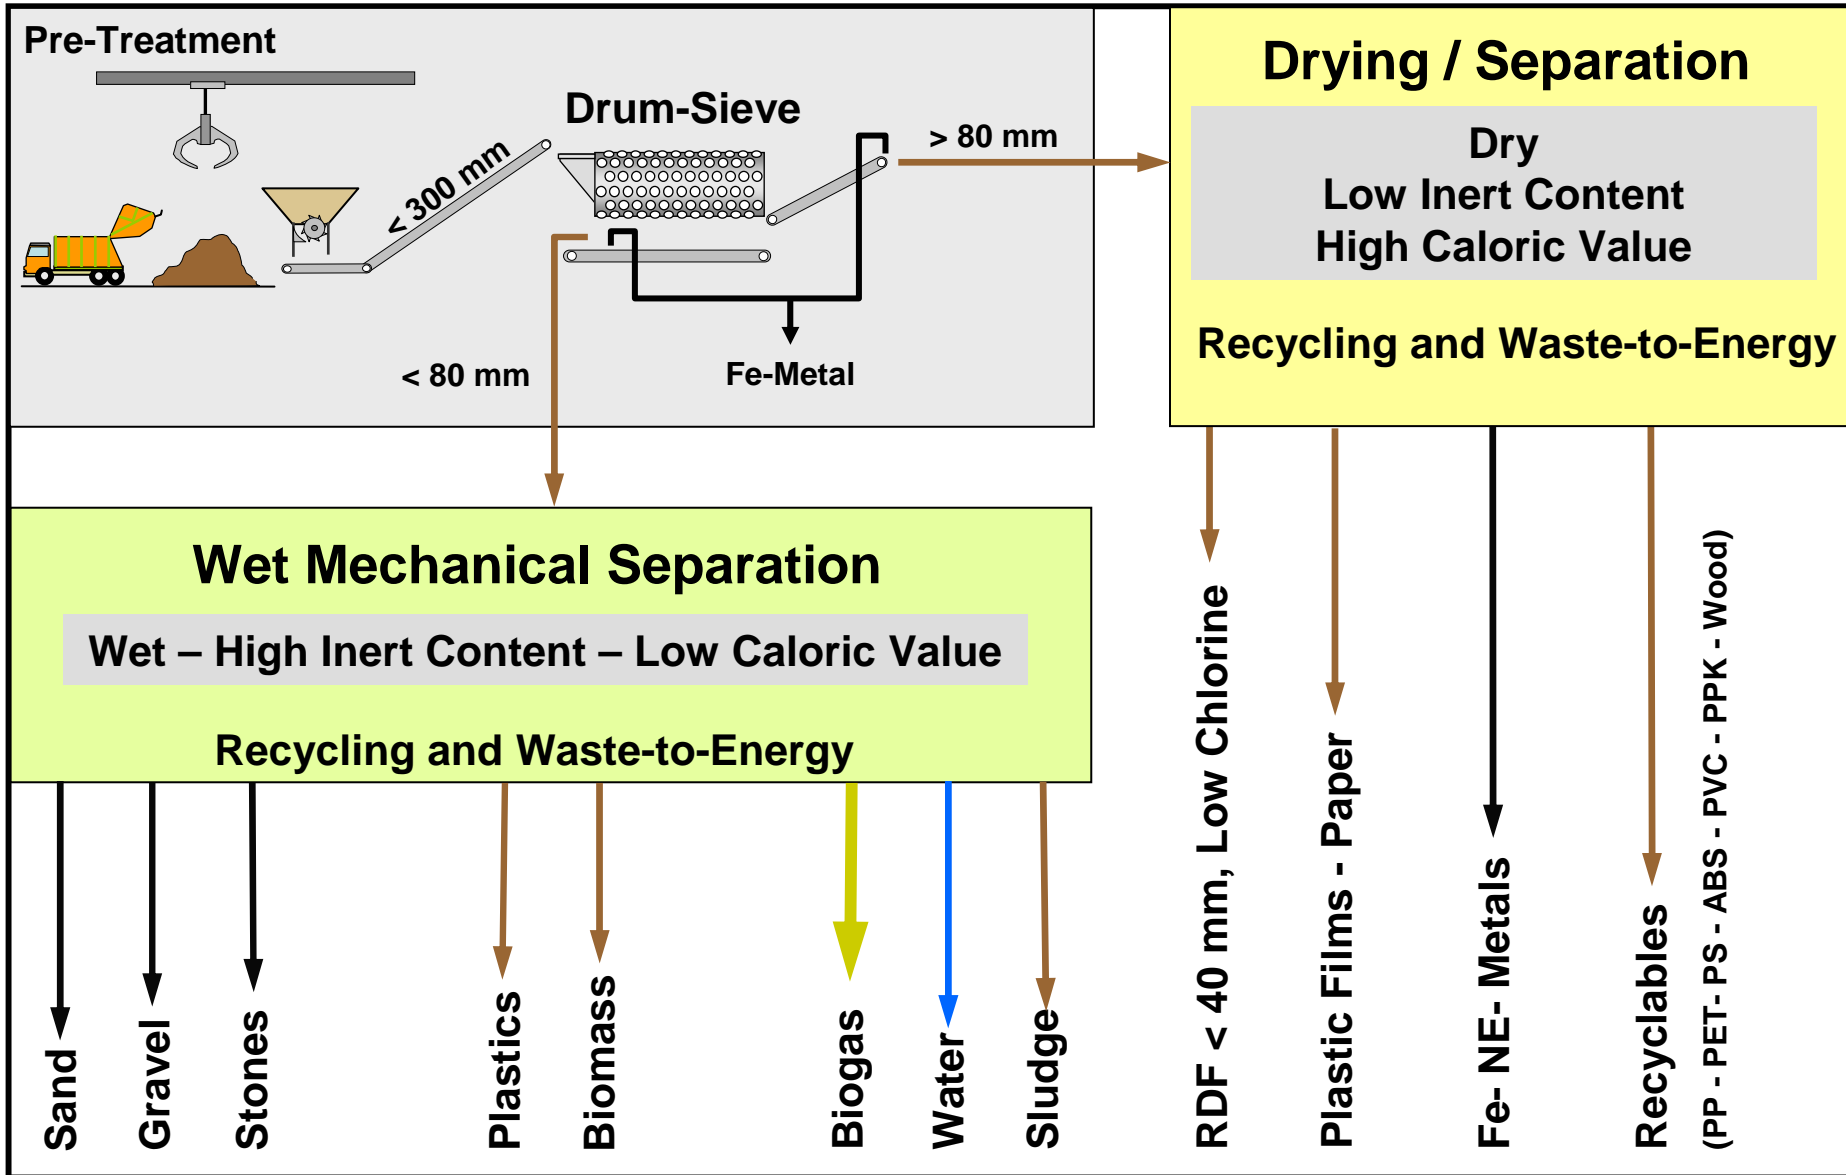 Pre-Treatment
Drum-Sieve
< 300 mm
> 80 mm
< 80 mm
Fe-Metal
Drying / Separation
Dry
Low Inert Content
High Caloric Value
Recycling and Waste-to-Energy
Wet Mechanical Separation
Wet – High Inert Content – Low Caloric Value
Recycling and Waste-to-Energy
Sand
Gravel
Stones
Plastics
Biomass
Biogas
Water
Sludge
RDF < 40 mm, Low Chlorine
Plastic Films - Paper
Fe- NE- Metals
Recyclables
(PP - PET- PS - ABS - PVC - PPK - Wood)